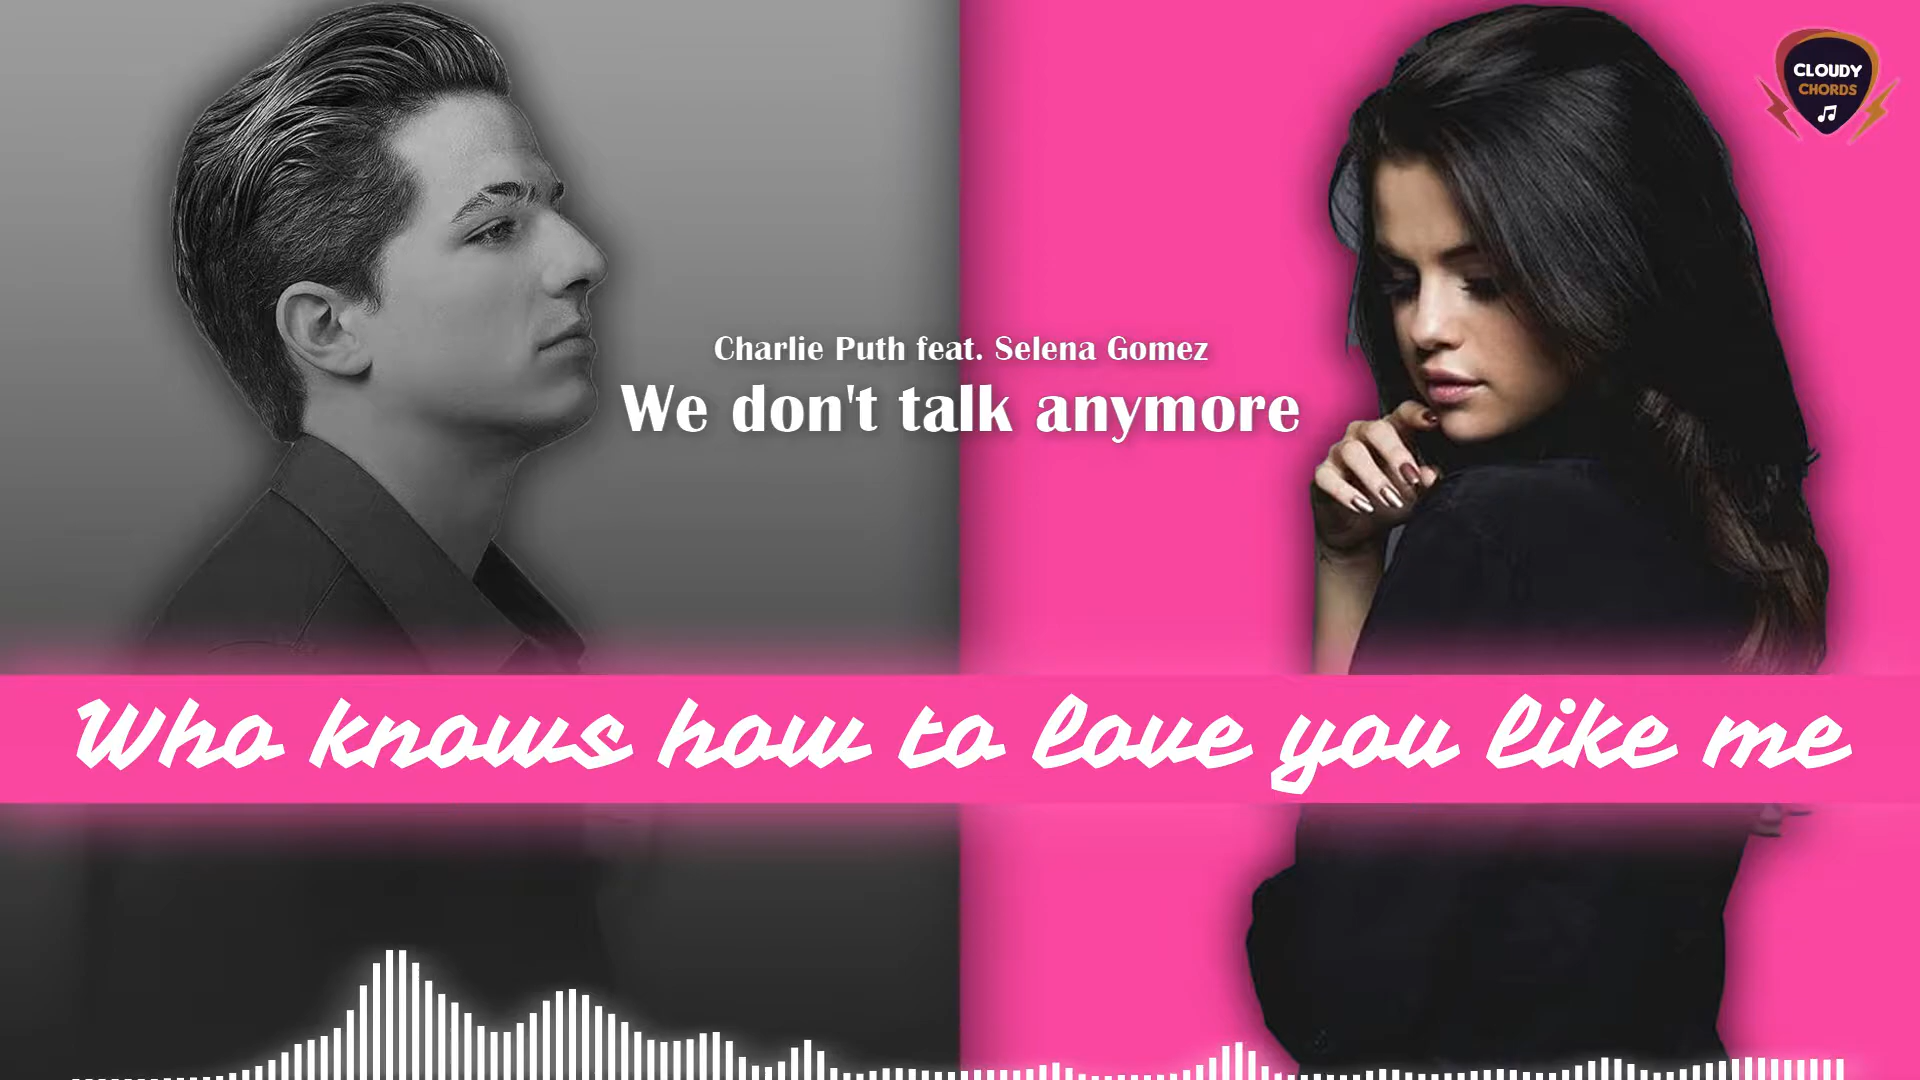 CLOUDY
CHORDS
Charlie Puth feat. Selena Gomez
We don't talk anymore
Who knows how to love you like me